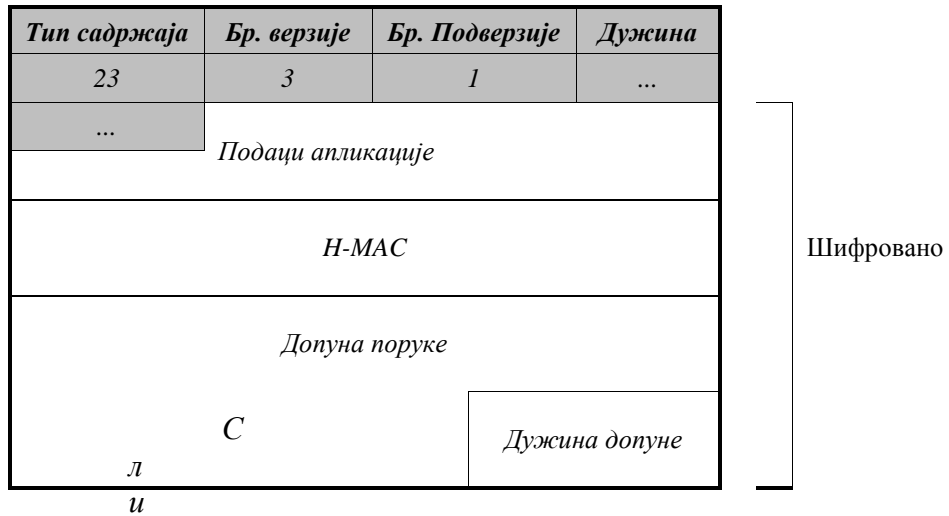 Тип садржаја Бр. верзије Бр. Подверзије Дужина
23 3 1 ...
...
Подаци апликације
H-MAC
Шифровано
Допуна поруке
С
Дужина допуне
л
и